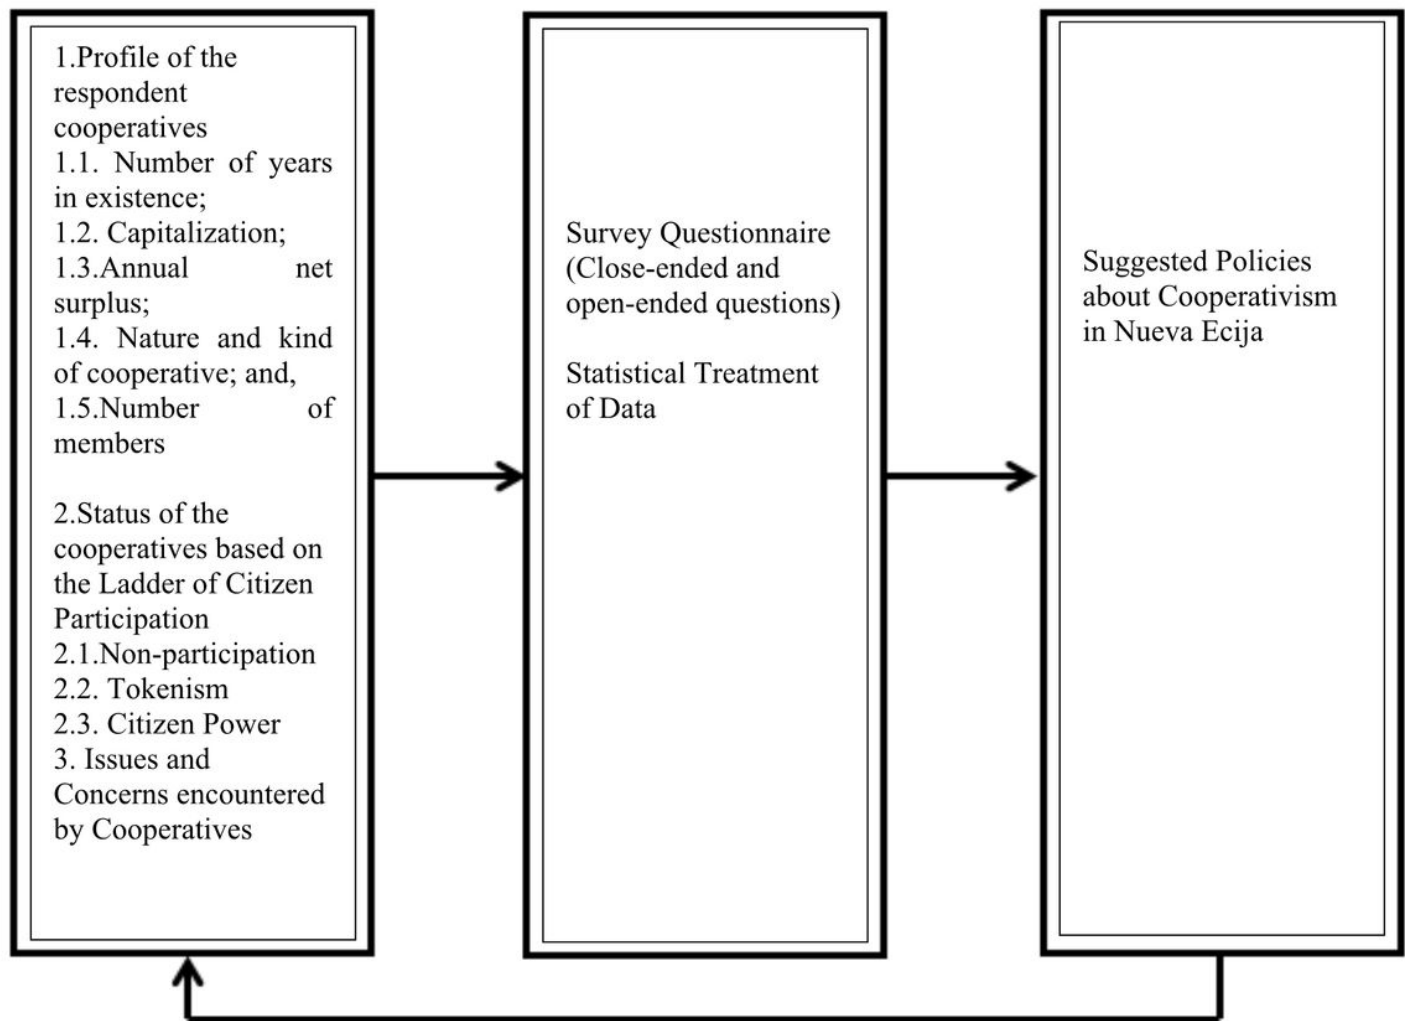 1.Profile of the
respondent
cooperatives
1.1. Number of years
in existence;
1.2. Capitalization;
1.3.Annual net
surplus;
1.4. Nature and kind
of cooperative; and,
1.5.Number of
members
2.Status of the
cooperatives based on
the Ladder of Citizen
Participation
2.1.Non-participation
2.2. Tokenism
2.3. Citizen Power
3. Issues and
Concerns encountered
by Cooperatives
Survey Questionnaire
(Close-ended and
open-ended questions)
Statistical Treatment
of Data
Suggested Policies
about Cooperativism
in Nueva Ecija